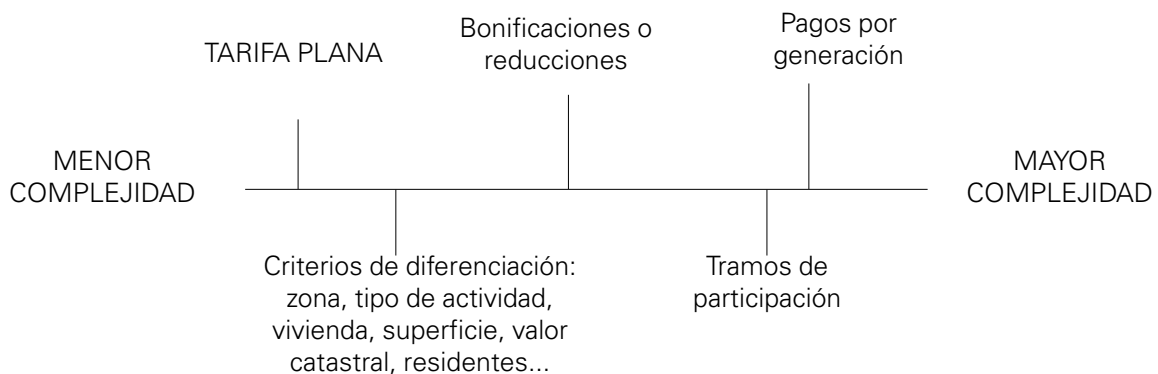 TARIFA PLANA
Bonificaciones o
reducciones
Pagos por
generación
MENOR
COMPLEJIDAD
MAYOR
COMPLEJIDAD
Criterios de diferenciación:
zona, tipo de actividad,
vivienda, superficie, valor
catastral, residentes...
Tramos de
participación